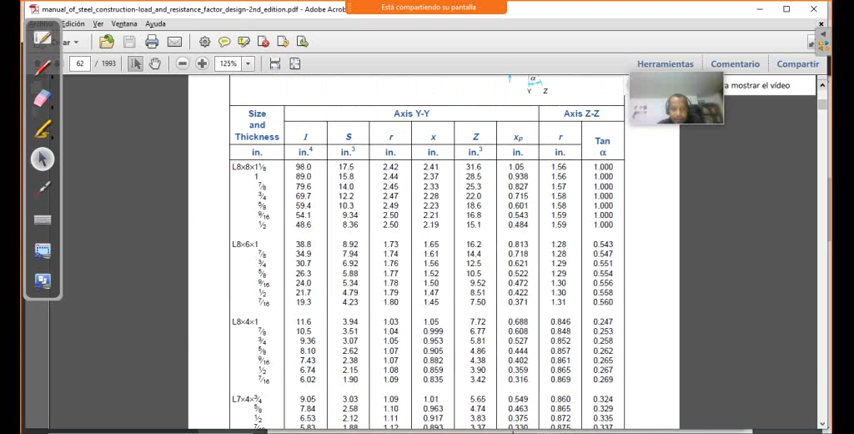 manual_of_steel_construction-load_and_resistance_factor_design-2nd_edition.pdf - Adobe Acrob
Está compartiendo su pantalla
Edición Ver Ventana Ayuda
62 / 1993
125%
Herramientas
Comentario
Compartir
a mostrar el vídeo
α
Y Z
Size and Thickness Axis Y-Y Axis Z-Z
I S r x Z xp r Tan α
in. in.4 in.3 in. in. in.3 in. in.
L8×8×1⅛ 98.0 17.5 2.42 2.41 31.6 1.05 1.56 1.000
1 89.0 15.8 2.44 2.37 28.5 0.938 1.56 1.000
⅞ 79.6 14.0 2.45 2.33 25.3 0.827 1.57 1.000
¾ 69.7 12.2 2.47 2.28 22.0 0.715 1.58 1.000
⅝ 59.4 10.3 2.49 2.23 18.6 0.601 1.58 1.000
9/16 54.1 9.34 2.50 2.21 16.8 0.543 1.59 1.000
½ 48.6 8.36 2.50 2.19 15.1 0.484 1.59 1.000
L8×6×1 38.8 8.92 1.73 1.65 16.2 0.813 1.28 0.543
⅞ 34.9 7.94 1.74 1.61 14.4 0.718 1.28 0.547
¾ 30.7 6.92 1.76 1.56 12.5 0.621 1.29 0.551
⅝ 26.3 5.88 1.77 1.52 10.5 0.522 1.29 0.554
9/16 24.0 5.34 1.78 1.50 9.52 0.472 1.30 0.556
½ 21.7 4.79 1.79 1.47 8.51 0.422 1.30 0.558
7/16 19.3 4.23 1.80 1.45 7.50 0.371 1.31 0.560
L8×4×1 11.6 3.94 1.03 1.05 7.72 0.688 0.846 0.247
⅞ 10.5 3.51 1.04 0.999 6.77 0.608 0.848 0.253
¾ 9.36 3.07 1.05 0.953 5.81 0.527 0.852 0.258
⅝ 8.10 2.62 1.07 0.905 4.86 0.444 0.857 0.262
9/16 7.43 2.38 1.07 0.882 4.38 0.402 0.861 0.265
½ 6.74 2.15 1.08 0.859 3.90 0.359 0.865 0.267
7/16 6.02 1.90 1.09 0.835 3.42 0.316 0.869 0.269
L7×4×¾ 9.05 3.03 1.09 1.01 5.65 0.549 0.860 0.324
⅝ 7.84 2.58 1.10 0.963 4.74 0.463 0.865 0.329
½ 6.53 2.12 1.11 0.917 3.83 0.375 0.872 0.335
5.83 1.88 1.12 0.893 3.37 0.330 0.875 0.337